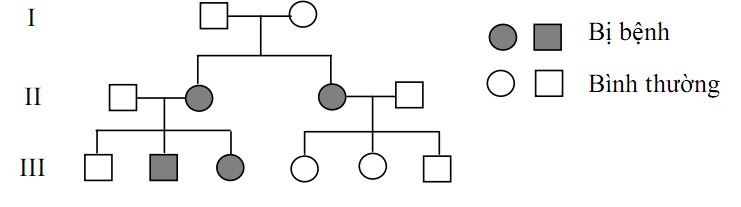 I
Bị bệnh
II
Bình thường
III